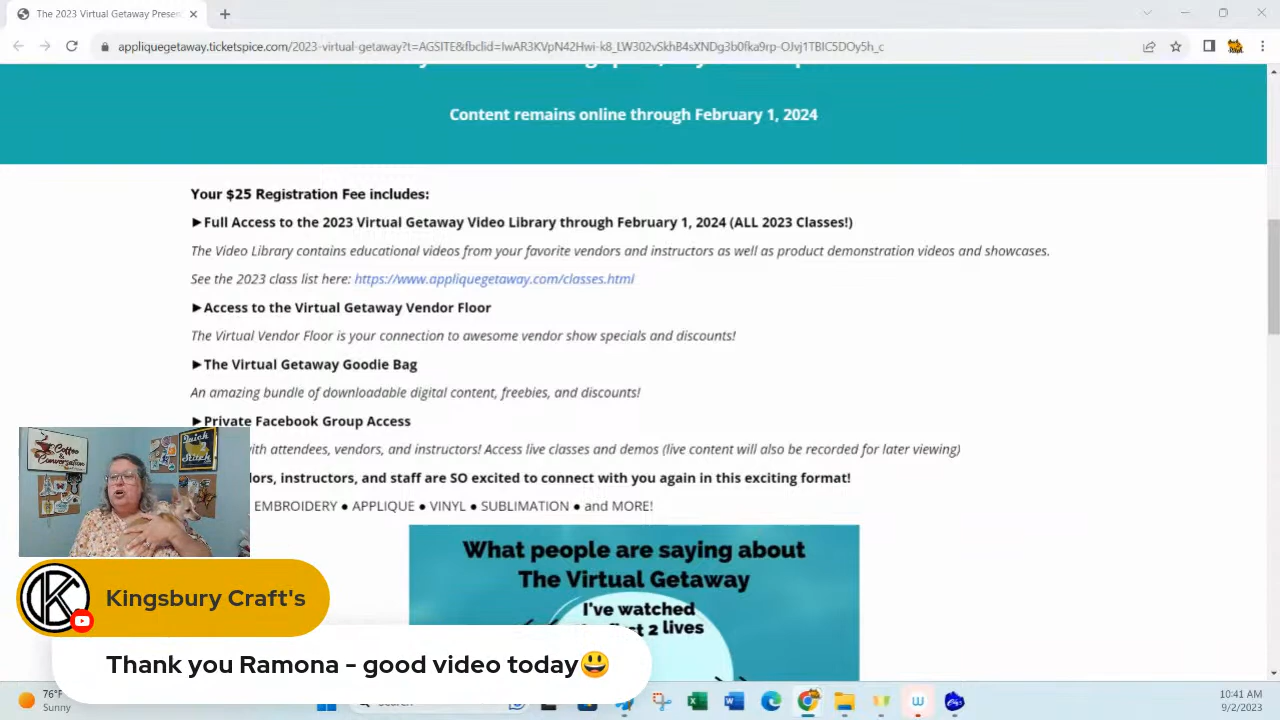 The 2023 Virtual Getaway Presen
appliquegetaway.ticketspice.com/2023-virtual-getaway?t=AGSITE&fbclid=IwAR3KVpN42Hwi-k8_LW302vSkhB4sXNDg3b0fka9rp-OJvj1TBIC5DOy5h_c
Content remains online through February 1, 2024
Your $25 Registration Fee includes:
►Full Access to the 2023 Virtual Getaway Video Library through February 1, 2024 (ALL 2023 Classes!)
The Video Library contains educational videos from your favorite vendors and instructors as well as product demonstration videos and showcases.
See the 2023 class list here: https://www.appliquegetaway.com/classes.html
►Access to the Virtual Getaway Vendor Floor
The Virtual Vendor Floor is your connection to awesome vendor show specials and discounts!
►The Virtual Getaway Goodie Bag
An amazing bundle of downloadable digital content, freebies, and discounts!
►Private Facebook Group Access
with attendees, vendors, and instructors! Access live classes and demos (live content will also be recorded for later viewing)
instructors, and staff are SO excited to connect with you again in this exciting format!
EMBROIDERY ● APPLIQUE ● VINYL ● SUBLIMATION ● and MORE!
Coffee
Conversation
Quick
Stitch
What people are saying about
The Virtual Getaway
I've watched
2 lives
K
Kingsbury Craft's
Thank you Ramona - good video today😃
76°F
Sunny
Search
10:41 AM
9/2/2023